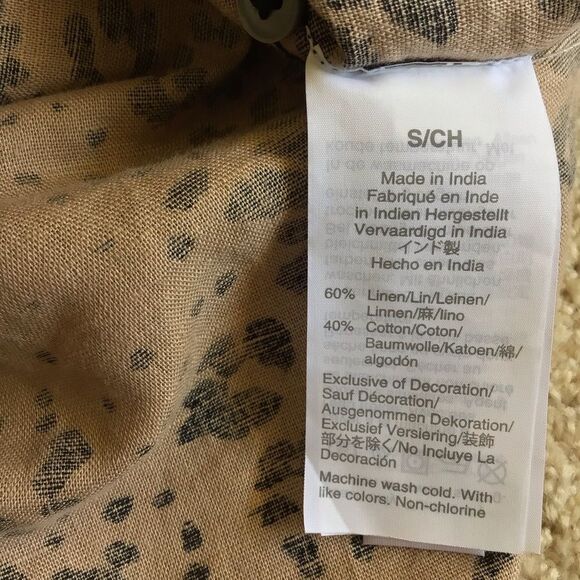 S/CH
Made in India
Fabriqué en Inde
in Indien Hergestellt
Vervaardigd in India
インド製
Hecho en India
60% Linen/Lin/Leinen/
Linnen/麻/lino
40% Cotton/Coton/
Baumwolle/Katoen/綿/
algodón
Exclusive of Decoration/
Sauf Décoration/
Ausgenommen Dekoration/
Exclusief Versiering/装飾
部分を除く/No Incluye La
Decoración
Machine wash cold. With
like colors. Non-chlorine